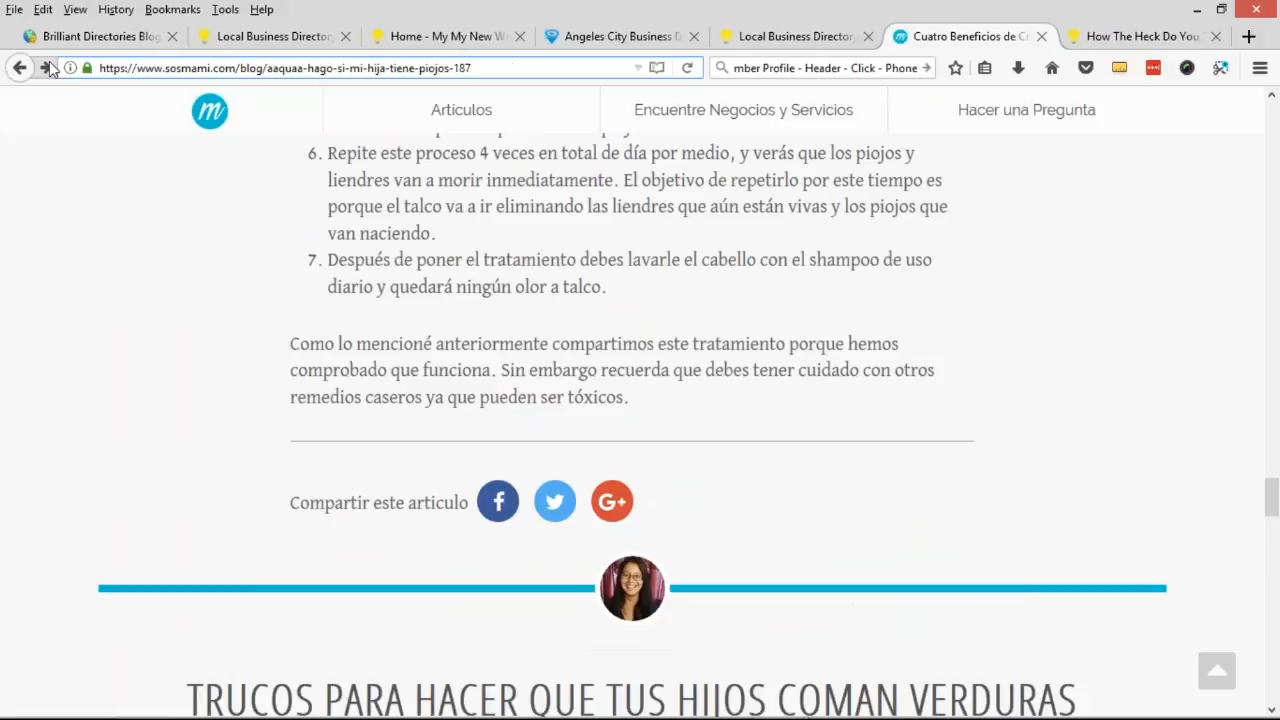 File Edit View History Bookmarks Tools Help
Brilliant Directories Blog
Local Business Directory
Home - My My New W
Angeles City Business D
Local Business Directory
Cuatro Beneficios de Cr
How The Heck Do You
https://www.sosmami.com/blog/aaquaa-hago-si-mi-hija-tiene-piojos-187
mber Profile - Header - Click - Phone
m
Articulos
Encuentre Negocios y Servicios
Hacer una Pregunta
6. Repite este proceso 4 veces en total de día por medio, y verás que los piojos y
liendres van a morir inmediatamente. El objetivo de repetirlo por este tiempo es
porque el talco va a ir eliminando las liendres que aún están vivas y los piojos que
van naciendo.
7. Después de poner el tratamiento debes lavarle el cabello con el shampoo de uso
diario y quedará ningún olor a talco.
Como lo mencioné anteriormente compartimos este tratamiento porque hemos
comprobado que funciona. Sin embargo recuerda que debes tener cuidado con otros
remedios caseros ya que pueden ser tóxicos.
Compartir este articulo
f
G+
TRUCOS PARA HACER QUE TUS HIJOS COMAN VERDURAS